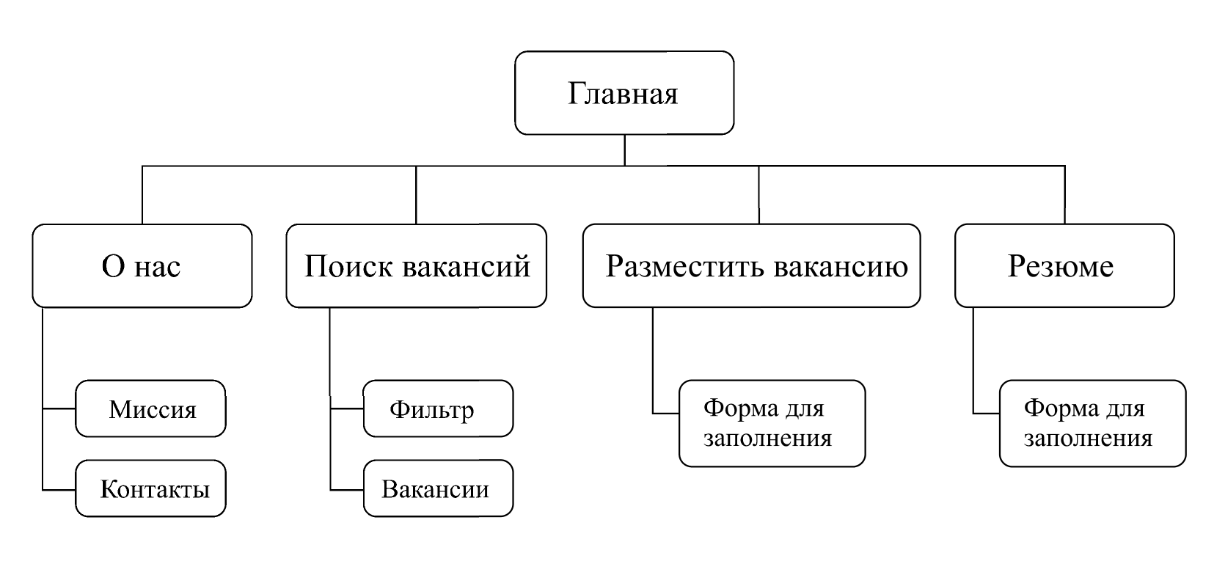 Главная
О нас
Поиск вакансий
Разместить вакансию
Резюме
Миссия
Контакты
Фильтр
Вакансии
Форма для
заполнения
Форма для
заполнения